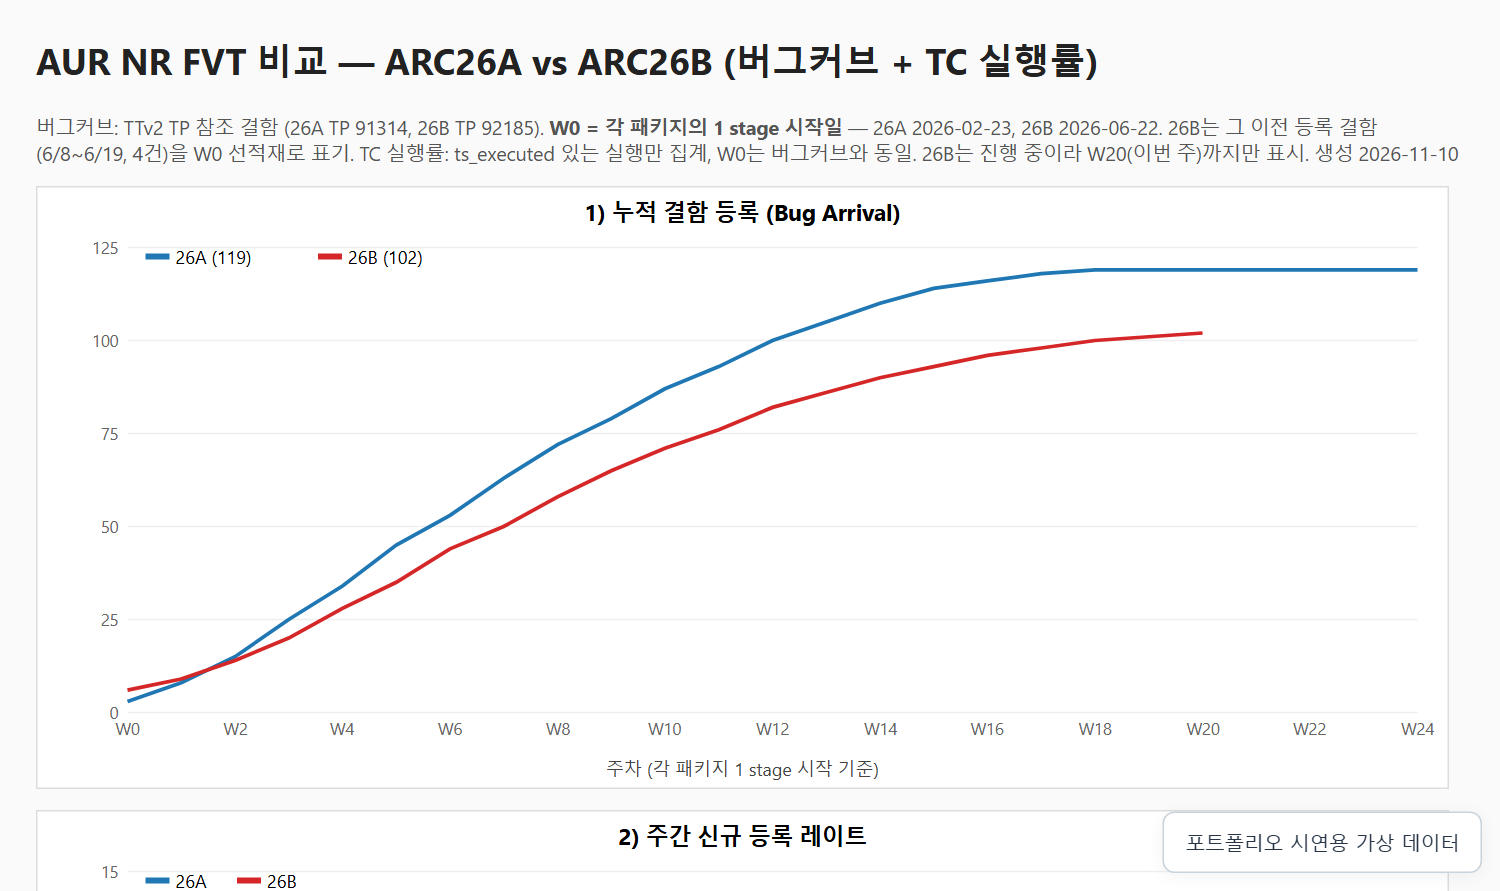 AUR NR FVT 비교 — ARC26A vs ARC26B (버그커브 + TC 실행률)
버그커브: TTv2 TP 참조 결함 (26A TP 91314, 26B TP 92185). W0 = 각 패키지의 1 stage 시작일 — 26A 2026-02-23, 26B 2026-06-22. 26B는 그 이전 등록 결함
(6/8~6/19, 4건)을 W0 선적재로 표기. TC 실행률: ts_executed 있는 실행만 집계, W0는 버그커브와 동일. 26B는 진행 중이라 W20(이번 주)까지만 표시. 생성 2026-11-10
1) 누적 결함 등록 (Bug Arrival)
26A (119) 26B (102)
125
100
75
50
25
0
W0 W2 W4 W6 W8 W10 W12 W14 W16 W18 W20 W22 W24
주차 (각 패키지 1 stage 시작 기준)
2) 주간 신규 등록 레이트
15
26A 26B
포트폴리오 시연용 가상 데이터